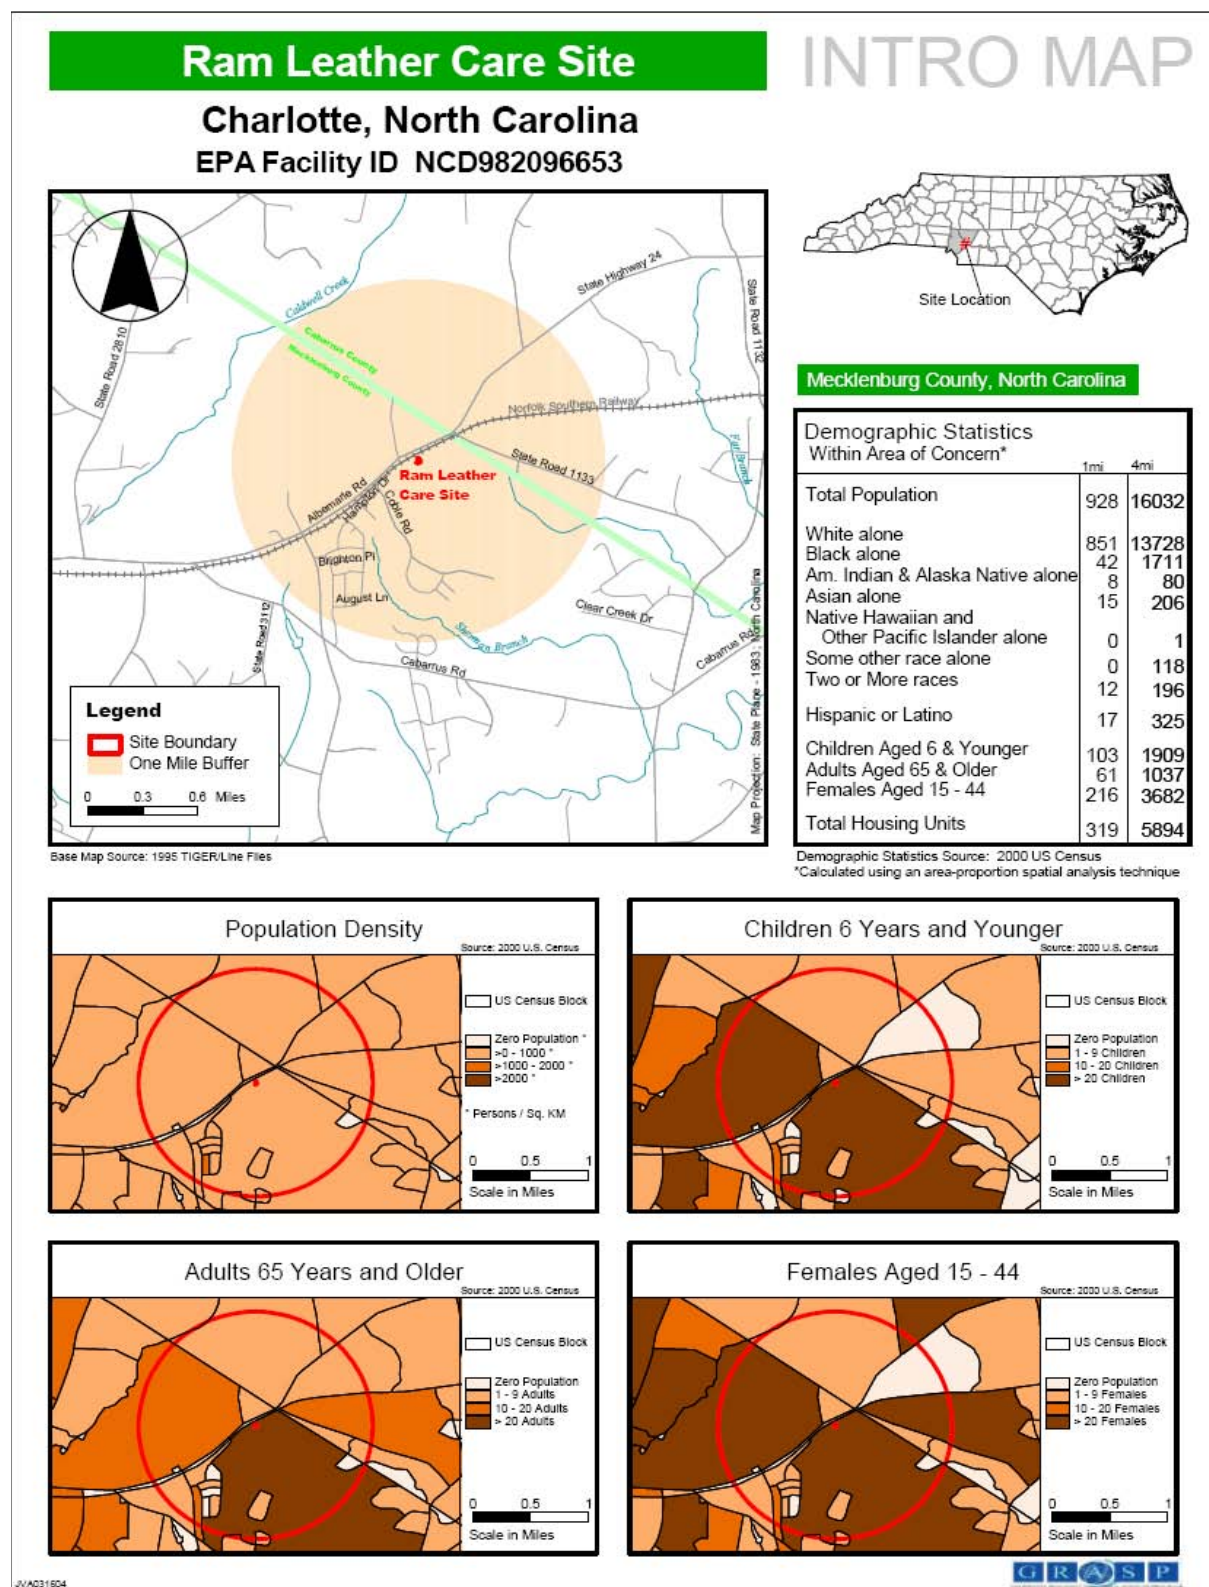 Ram Leather Care Site
INTRO MAP
Charlotte, North Carolina
EPA Facility ID NCD982096653
Caldwell Creek
State Highway 24
State Road 1132
State Road 2810
Cabarrus County
Mecklenburg County
Norfolk Southern Railway
Far Branch
State Road 1133
Ram Leather
Care Site
Albemarle Rd
Hampton Dr
Coble Rd
Brighton Pl
August Ln
Clear Creek Dr
State Road 3112
Sherman Branch
Cabarrus Rd
Cabarrus Rd
Map Projection: State Plane - 1983; North Carolina
Legend
Site Boundary
One Mile Buffer
0 0.3 0.6 Miles
Base Map Source: 1995 TIGER/Line Files
#
Site Location
Mecklenburg County, North Carolina
Demographic Statistics
Within Area of Concern*
1mi 4mi
Total Population 928 16032
White alone 851 13728
Black alone 42 1711
Am. Indian & Alaska Native alone 8 80
Asian alone 15 206
Native Hawaiian and
Other Pacific Islander alone 0 1
Some other race alone 0 118
Two or More races 12 196
Hispanic or Latino 17 325
Children Aged 6 & Younger 103 1909
Adults Aged 65 & Older 61 1037
Females Aged 15 - 44 216 3682
Total Housing Units 319 5894
Demographic Statistics Source: 2000 US Census
*Calculated using an area-proportion spatial analysis technique
Population Density
Source: 2000 U.S. Census
US Census Block
Zero Population *
>0 - 1000 *
>1000 - 2000 *
>2000 *
* Persons / Sq. KM
0 0.5 1
Scale in Miles
Children 6 Years and Younger
Source: 2000 U.S. Census
US Census Block
Zero Population
1 - 9 Children
10 - 20 Children
> 20 Children
0 0.5 1
Scale in Miles
Adults 65 Years and Older
Source: 2000 U.S. Census
US Census Block
Zero Population
1 - 9 Adults
10 - 20 Adults
> 20 Adults
0 0.5 1
Scale in Miles
Females Aged 15 - 44
Source: 2000 U.S. Census
US Census Block
Zero Population
1 - 9 Females
10 - 20 Females
> 20 Females
0 0.5 1
Scale in Miles
JVA031604
GRASP